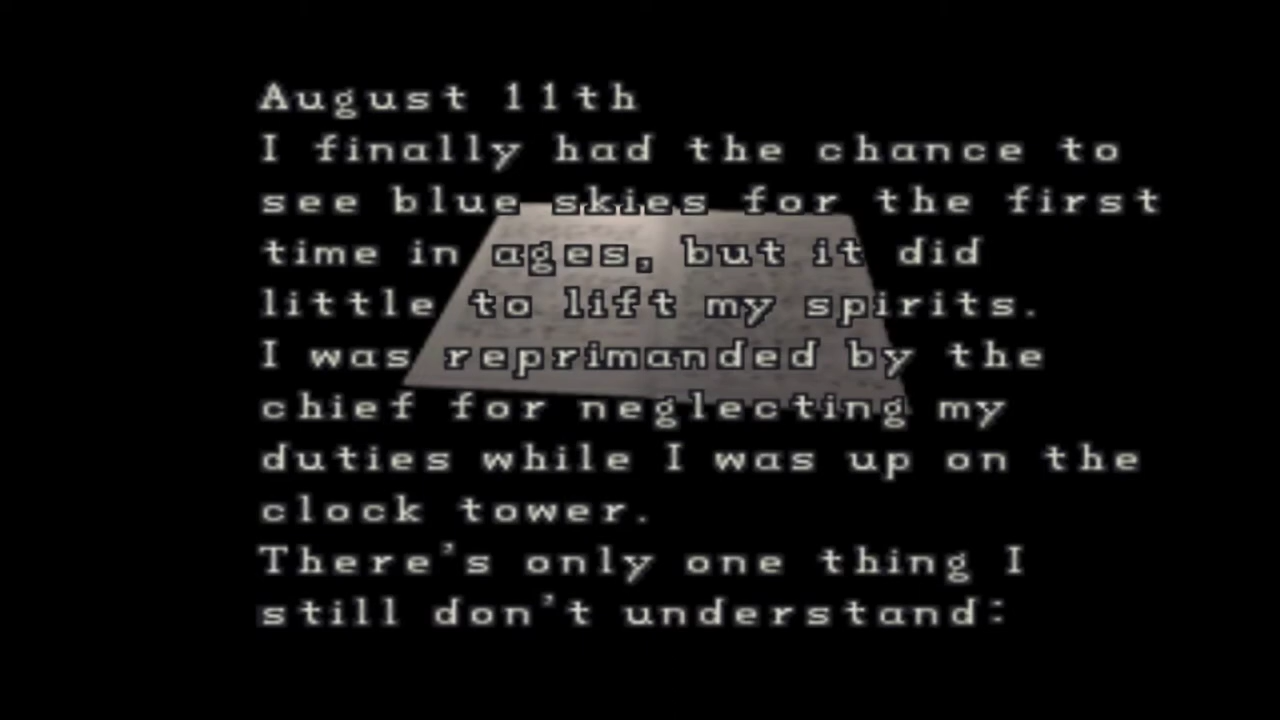 August 11th
I finally had the chance to
see blue skies for the first
time in ages, but it did
little to lift my spirits.
I was reprimanded by the
chief for neglecting my
duties while I was up on the
clock tower.
There's only one thing I
still don't understand: